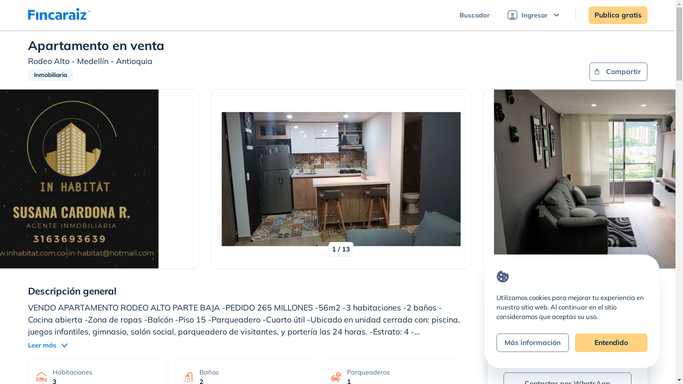 Fincaraiz
Buscador
Ingresar
Publica gratis
Apartamento en venta
Rodeo Alto - Medellín - Antioquia
Inmobiliaria
Compartir
IN HÁBITAT
SUSANA CARDONA R.
AGENTE INMOBILIARIA
3163693639
w.inhabitat.com.co
in-habitat@hotmail.com
1 / 13
Descripción general
VENDO APARTAMENTO RODEO ALTO PARTE BAJA -PEDIDO 265 MILLONES -56m2 -3 habitaciones -2 baños -
Cocina abierta -Zona de ropas -Balcón -Piso 15 -Parqueadero -Cuarto útil -Ubicado en unidad cerrada con: piscina,
juegos infantiles, gimnasio, salón social, parqueadero de visitantes, y portería las 24 horas. -Estrato: 4 -...
Leer más
Habitaciones
3
Baños
2
Parqueaderos
1
Utilizamos cookies para mejorar tu experiencia en
nuestro sitio web. Al continuar en el sitio
consideramos que aceptas su uso.
Más información
Entendido
Contactar por WhatsApp